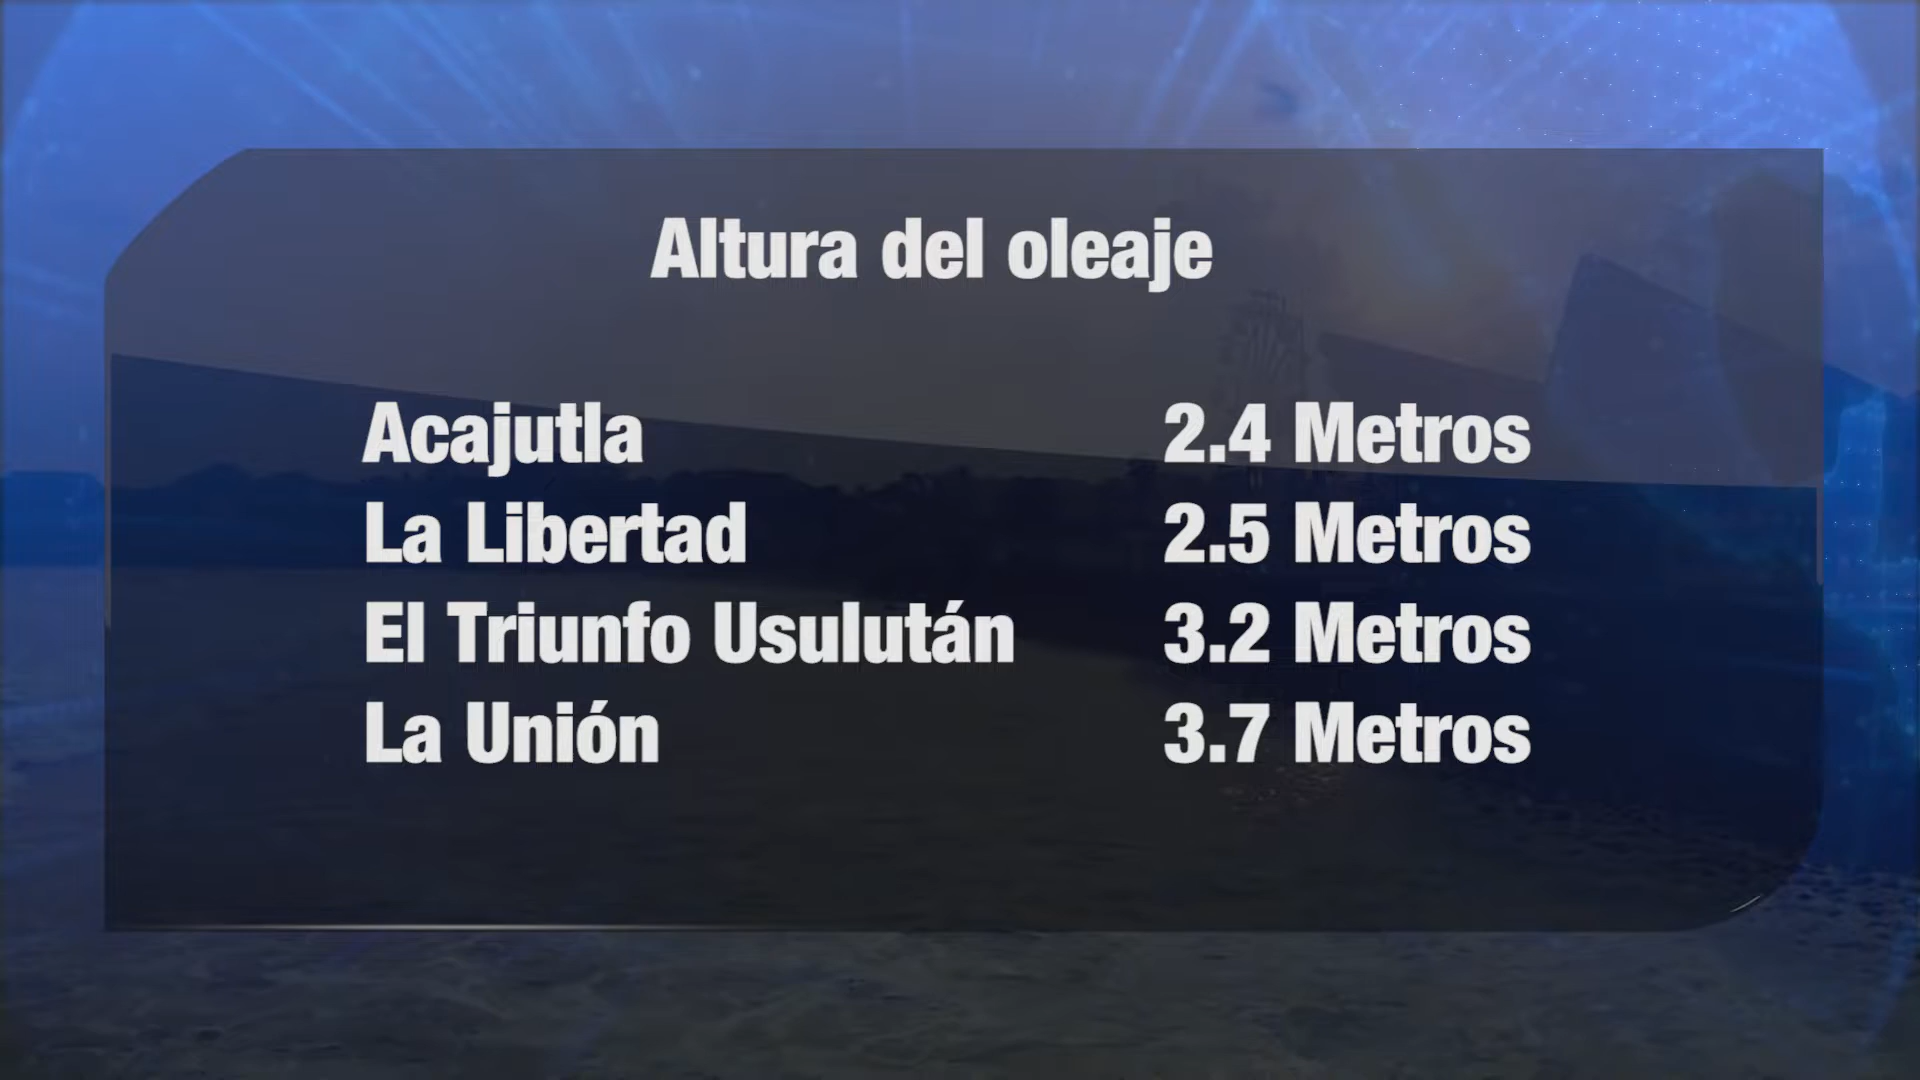 Altura del oleaje
Acajutla 2.4 Metros
La Libertad 2.5 Metros
El Triunfo Usulután 3.2 Metros
La Unión 3.7 Metros